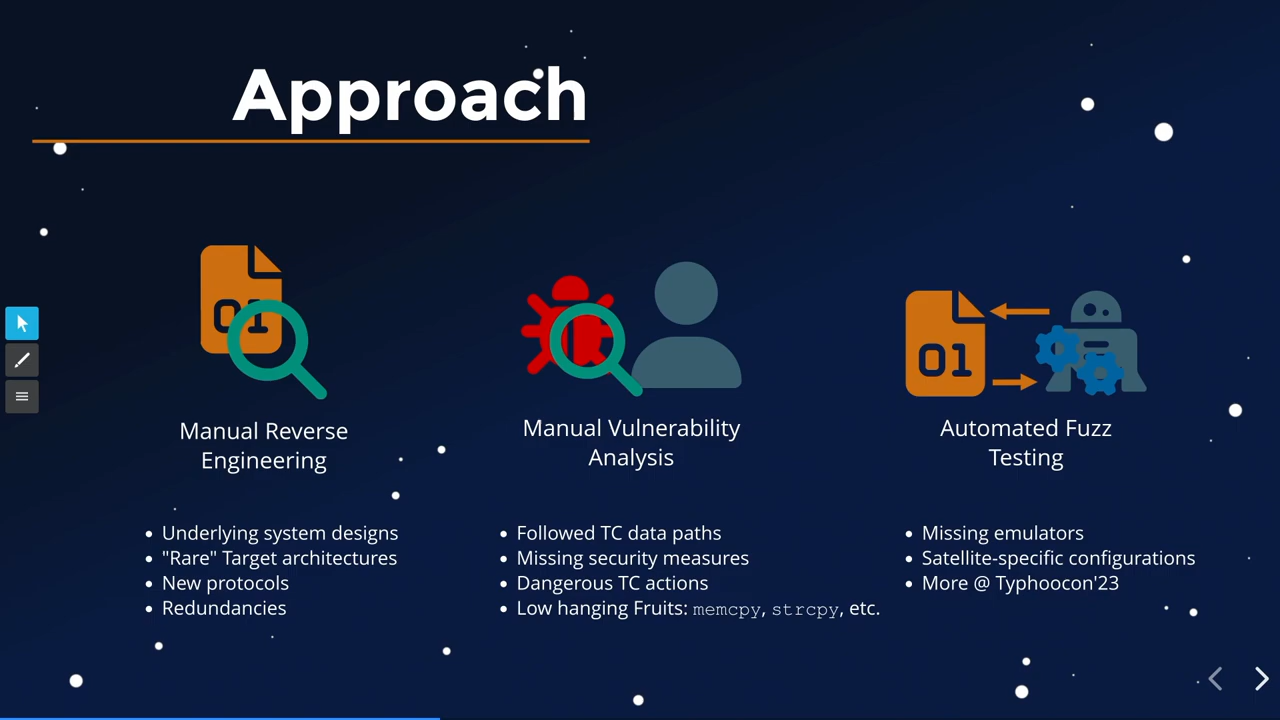 Approach
01
Manual Reverse
Engineering
• Underlying system designs
• "Rare" Target architectures
• New protocols
• Redundancies
Manual Vulnerability
Analysis
• Followed TC data paths
• Missing security measures
• Dangerous TC actions
• Low hanging Fruits: memcpy, strcpy, etc.
01
Automated Fuzz
Testing
• Missing emulators
• Satellite-specific configurations
• More @ Typhoocon'23